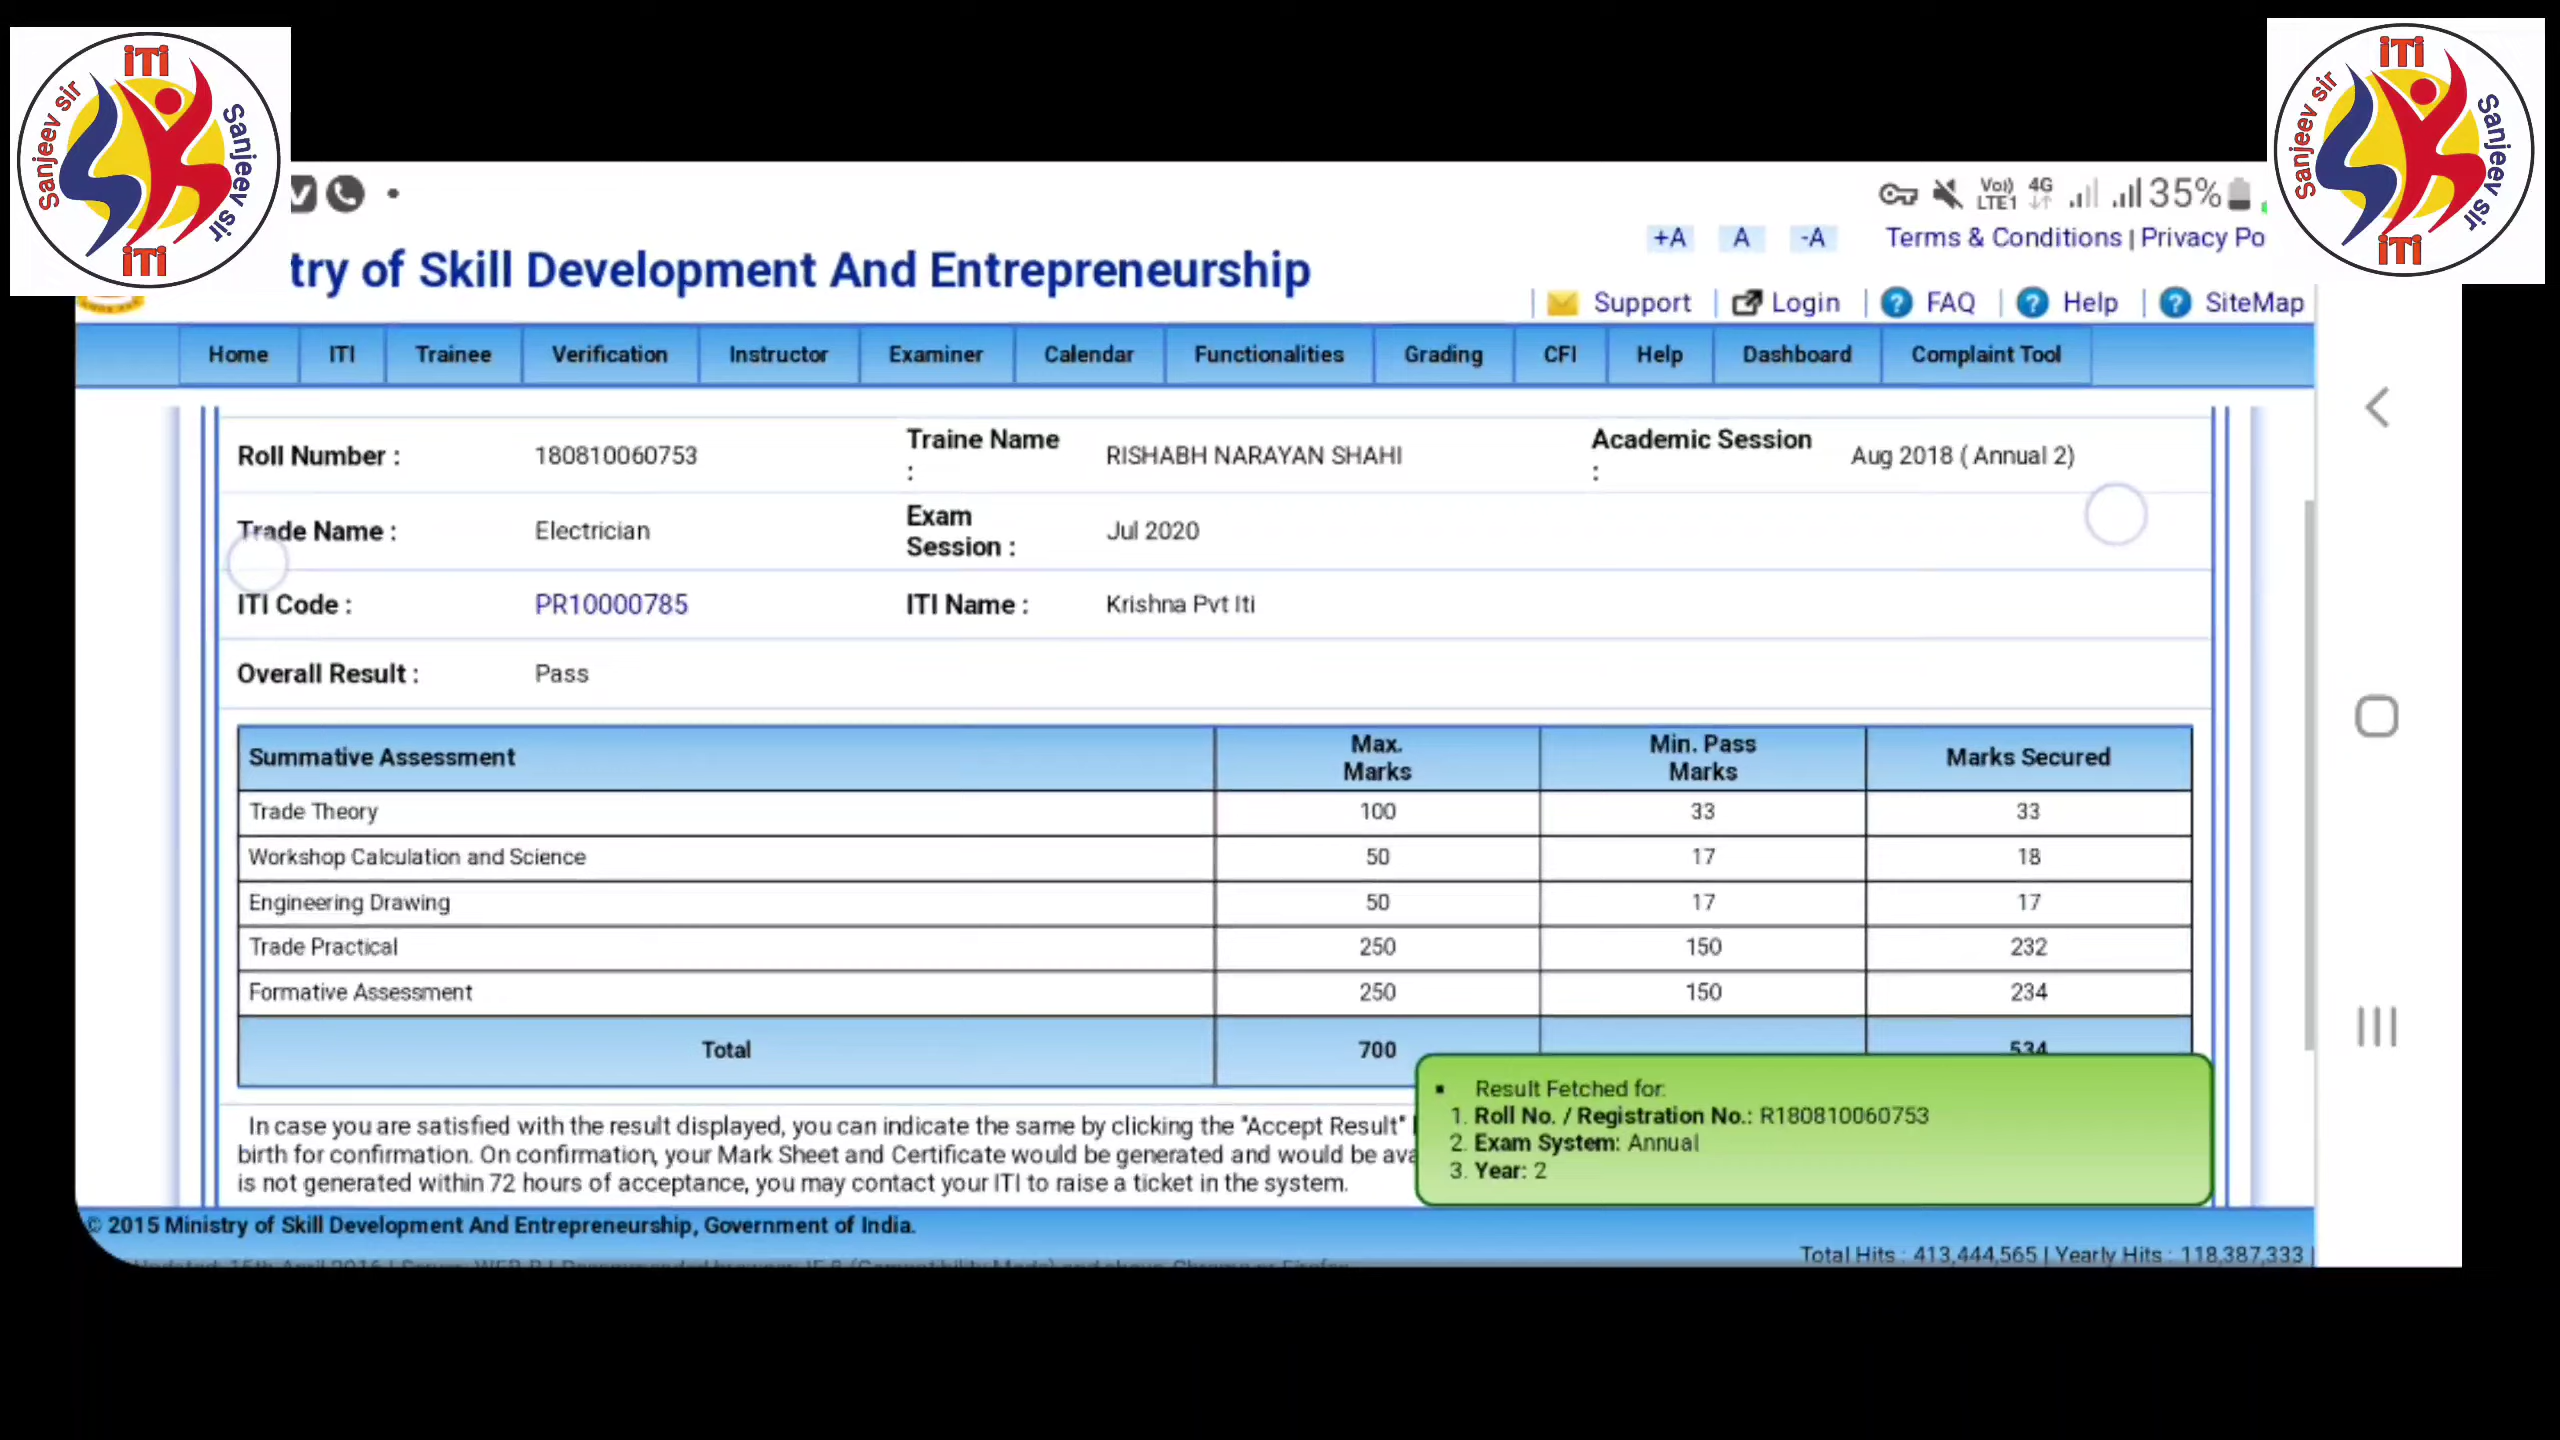 iTi
Sanjeev sir
Sanjeev sir
iTi
iTi
Sanjeev sir
Sanjeev sir
iTi
Vo) LTE1 4G 35%
+A A -A Terms & Conditions | Privacy Po
try of Skill Development And Entrepreneurship
Support Login FAQ Help SiteMap
Home ITI Trainee Verification Instructor Examiner Calendar Functionalities Grading CFI Help Dashboard Complaint Tool
Roll Number : 180810060753 Traine Name : RISHABH NARAYAN SHAHI Academic Session : Aug 2018 ( Annual 2)
Trade Name : Electrician Exam Session : Jul 2020
ITI Code : PR10000785 ITI Name : Krishna Pvt Iti
Overall Result : Pass
Summative Assessment Max. Marks Min. Pass Marks Marks Secured
Trade Theory 100 33 33
Workshop Calculation and Science 50 17 18
Engineering Drawing 50 17 17
Trade Practical 250 150 232
Formative Assessment 250 150 234
Total 700 534
In case you are satisfied with the result displayed, you can indicate the same by clicking the "Accept Result"
birth for confirmation. On confirmation, your Mark Sheet and Certificate would be generated and would be ava
is not generated within 72 hours of acceptance, you may contact your ITI to raise a ticket in the system.
Result Fetched for:
1. Roll No. / Registration No.: R180810060753
2. Exam System: Annual
3. Year: 2
© 2015 Ministry of Skill Development And Entrepreneurship, Government of India.
Total Hits : 413,444,565 | Yearly Hits : 118,387,333 |